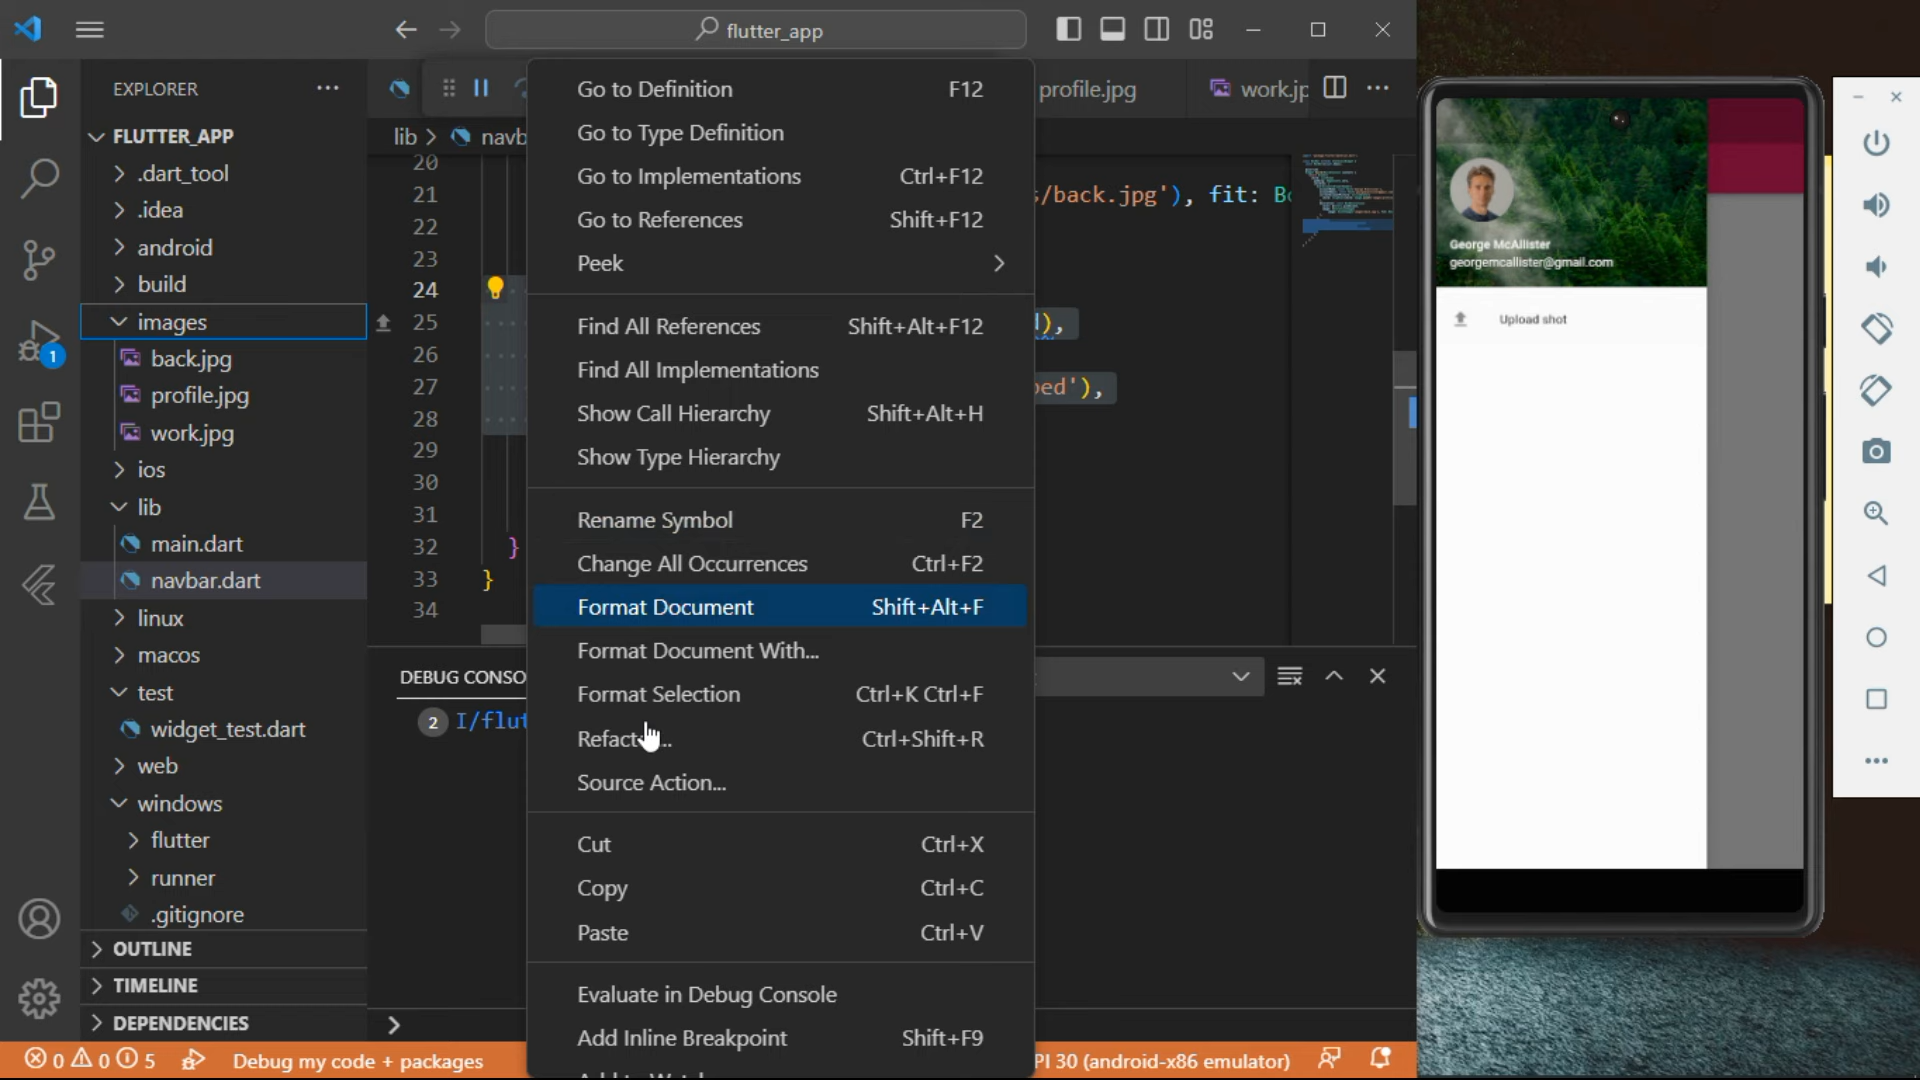 flutter_app
EXPLORER
FLUTTER_APP
.dart_tool
.idea
android
build
images
back.jpg
profile.jpg
work.jpg
ios
lib
main.dart
navbar.dart
linux
macos
test
widget_test.dart
web
windows
flutter
runner
.gitignore
OUTLINE
TIMELINE
DEPENDENCIES
1
profile.jpg
work.jp
lib > navb
20
21 s/back.jpg'), fit: Bo
22
23
24
25 ),
26
27 ped'),
28
29
30
31
32 }
33 }
34
Go to Definition F12
Go to Type Definition
Go to Implementations Ctrl+F12
Go to References Shift+F12
Peek
Find All References Shift+Alt+F12
Find All Implementations
Show Call Hierarchy Shift+Alt+H
Show Type Hierarchy
Rename Symbol F2
Change All Occurrences Ctrl+F2
Format Document Shift+Alt+F
Format Document With...
Format Selection Ctrl+K Ctrl+F
Refact... Ctrl+Shift+R
Source Action...
Cut Ctrl+X
Copy Ctrl+C
Paste Ctrl+V
Evaluate in Debug Console
Add Inline Breakpoint Shift+F9
DEBUG CONSO
2 I/flut
0 0 5 Debug my code + packages
PI 30 (android-x86 emulator)
George McAllister
georgemcallister@gmail.com
Upload shot